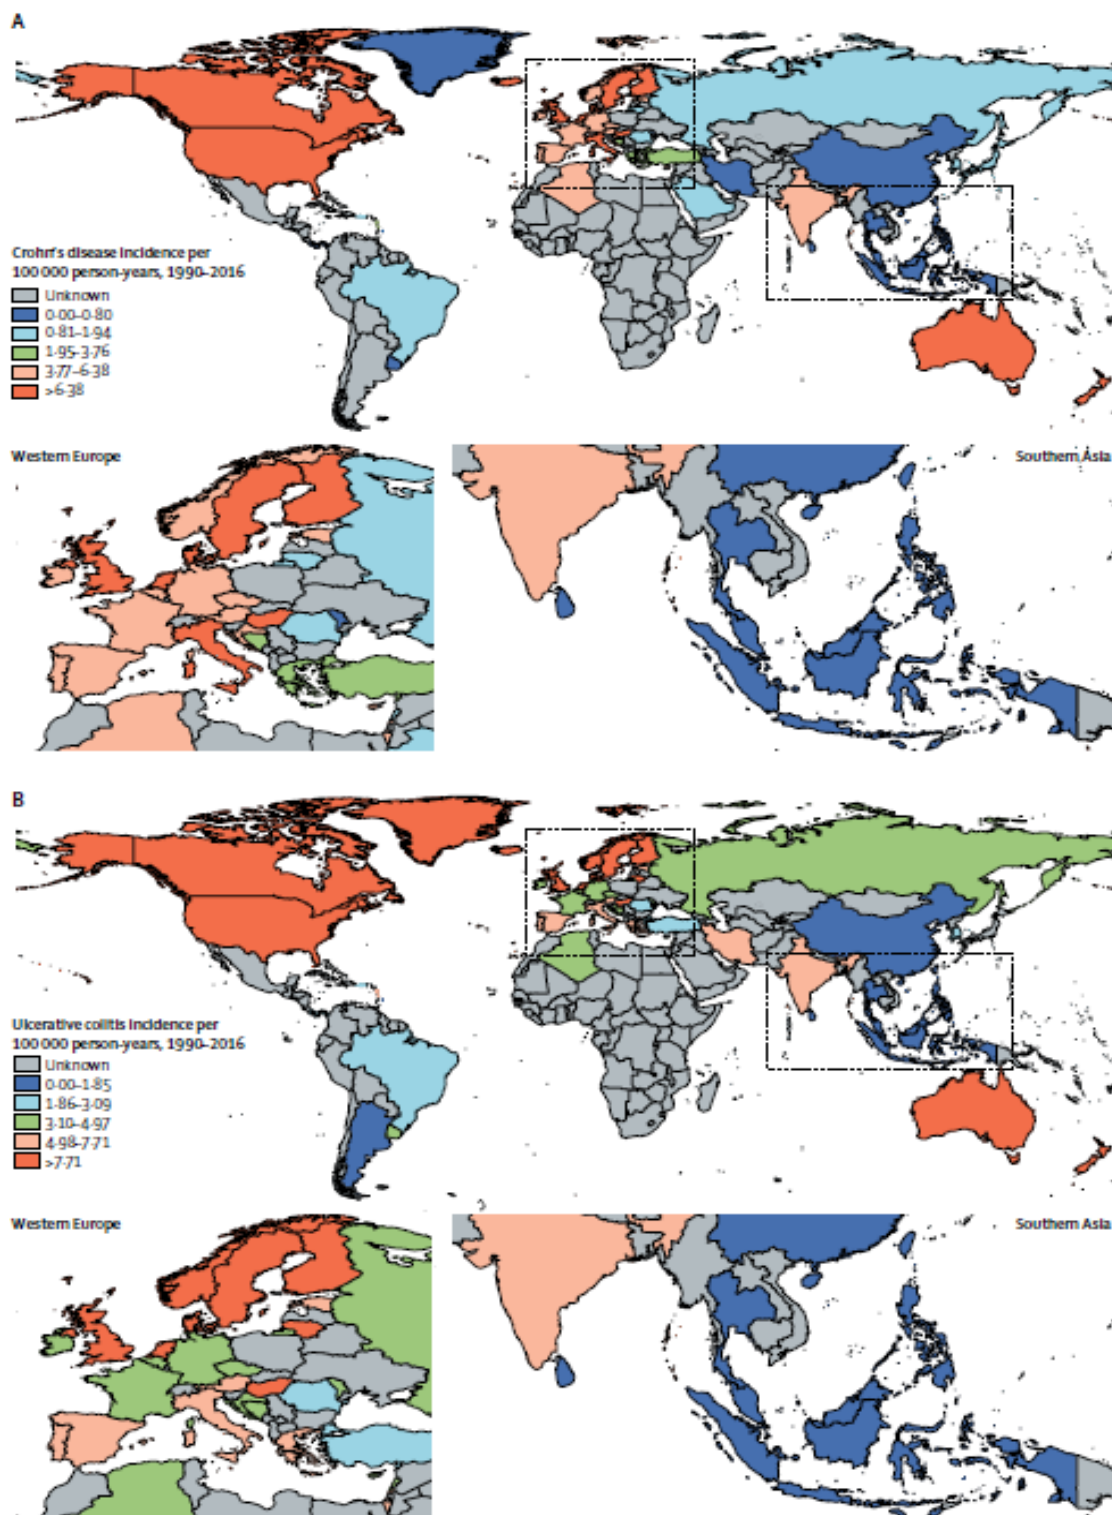 A
Crohn's disease incidence per
100 000 person-years, 1990–2016
Unknown
0·00–0·80
0·81–1·94
1·95–3·76
3·77–6·38
>6·38
Western Europe
Southern Asia
B
Ulcerative colitis incidence per
100 000 person-years, 1990–2016
Unknown
0·00–1·85
1·86–3·09
3·10–4·97
4·98–7·71
>7·71
Western Europe
Southern Asia